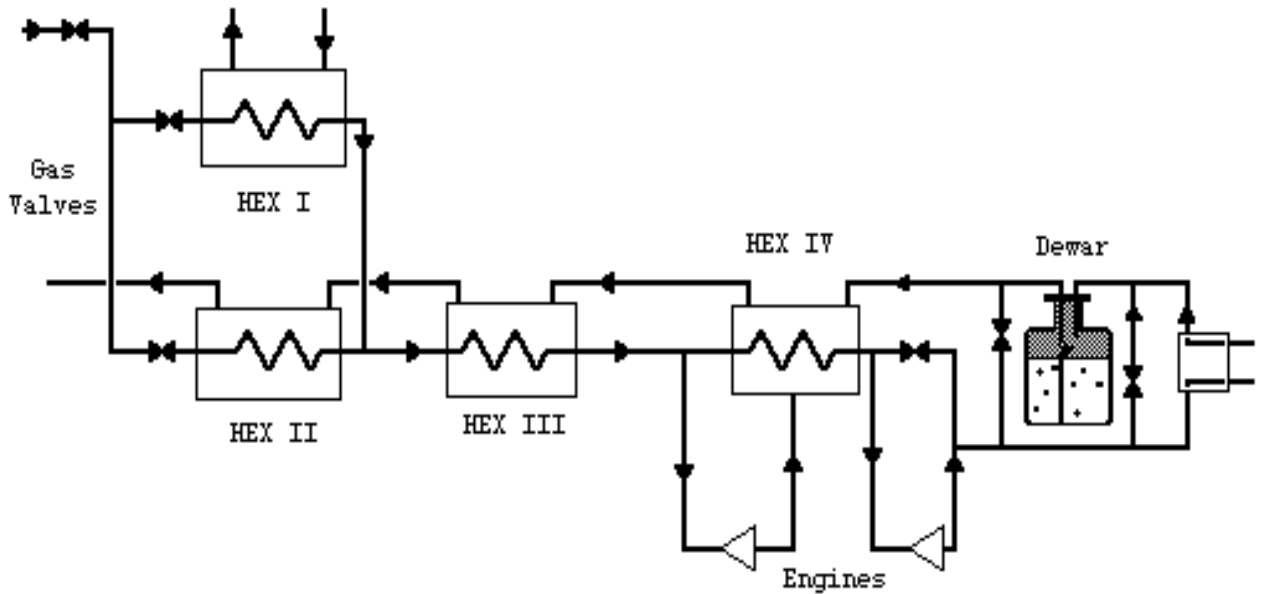 Gas
Valves
HEX I
HEX IV
Dewar
HEX II
HEX III
Engines